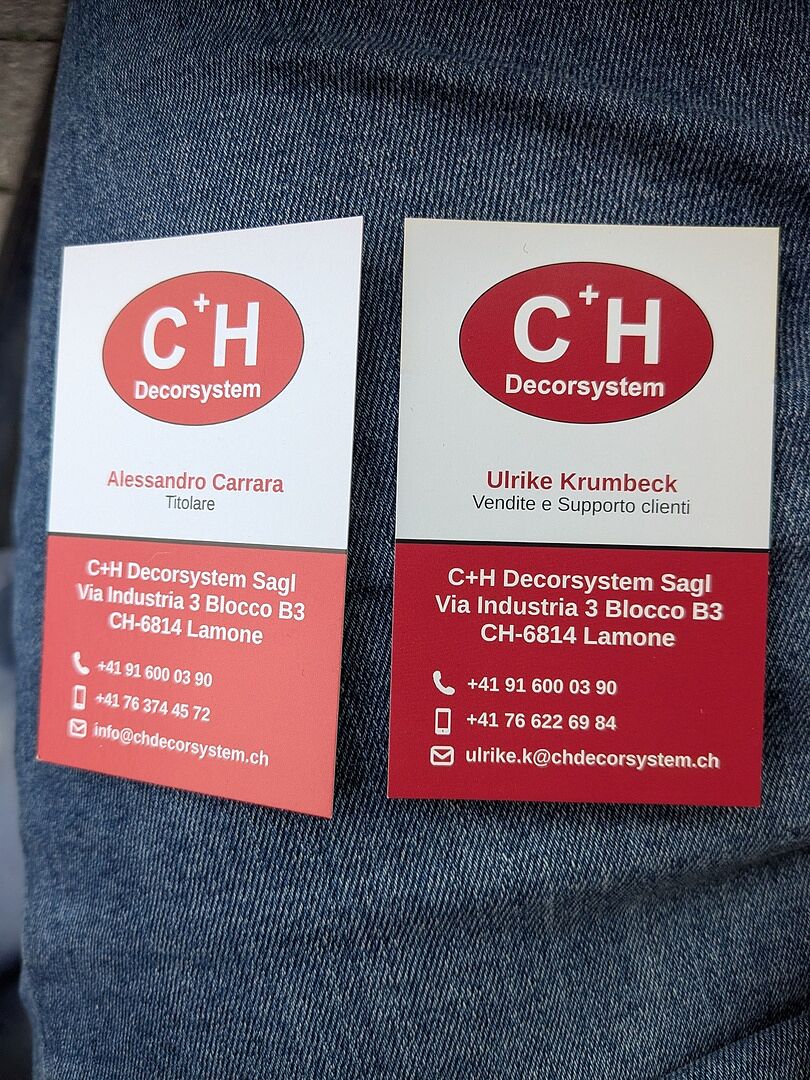 C+H
Decorsystem
Alessandro Carrara
Titolare
C+H Decorsystem Sagl
Via Industria 3 Blocco B3
CH-6814 Lamone
+41 91 600 03 90
+41 76 374 45 72
info@chdecorsystem.ch
C+H
Decorsystem
Ulrike Krumbeck
Vendite e Supporto clienti
C+H Decorsystem Sagl
Via Industria 3 Blocco B3
CH-6814 Lamone
+41 91 600 03 90
+41 76 622 69 84
ulrike.k@chdecorsystem.ch